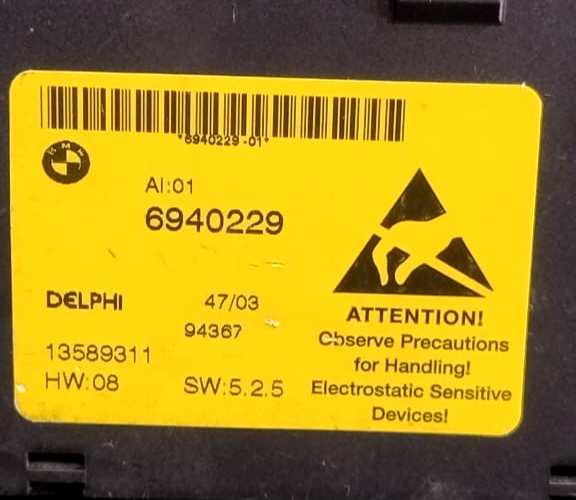 *6940229-01*
BMW
AI:01
6940229
DELPHI 47/03
94367
13589311
HW:08 SW:5.2.5
ATTENTION!
Observe Precautions
for Handling!
Electrostatic Sensitive
Devices!